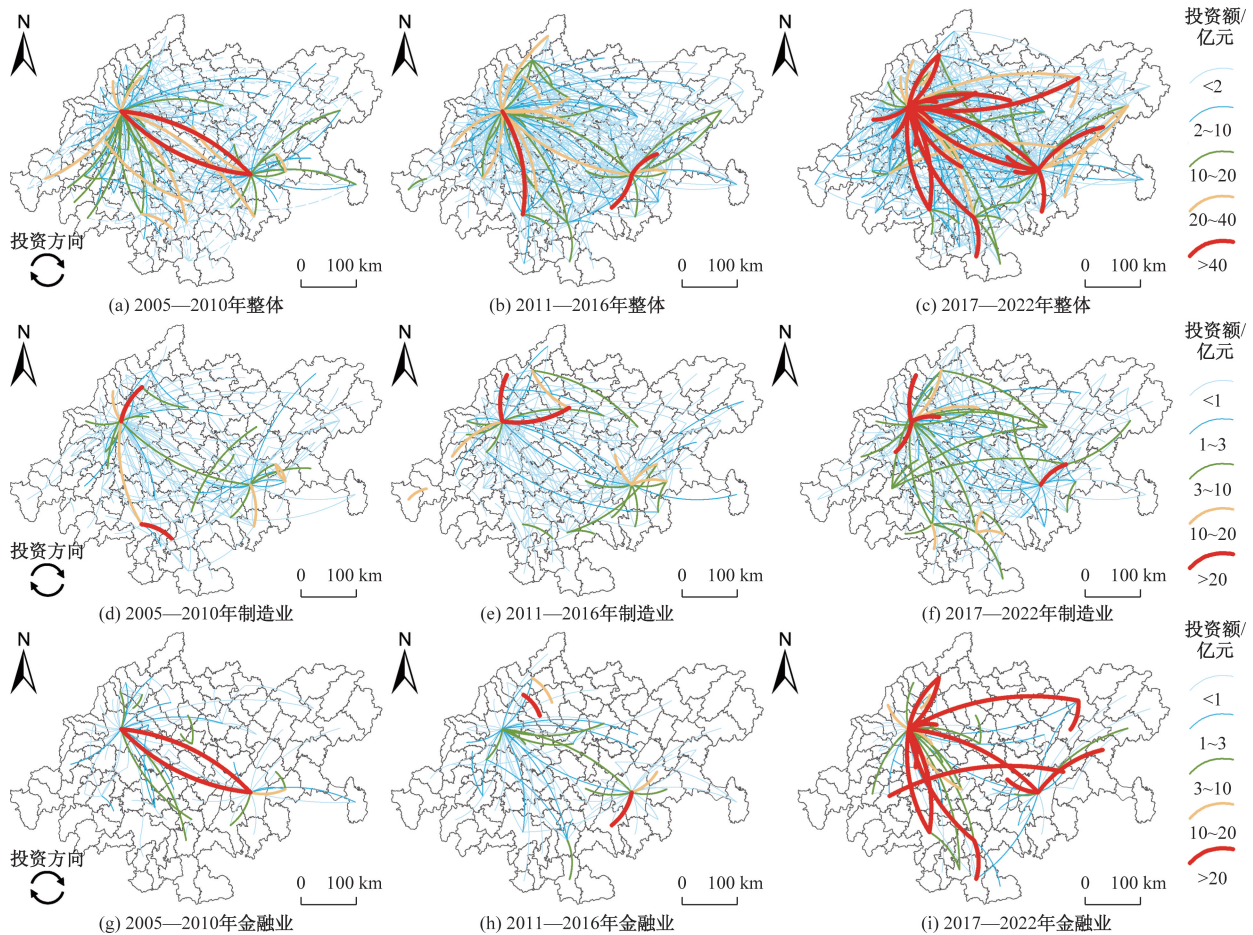 N
投资方向
0 100 km
(a) 2005—2010年整体
N
0 100 km
(b) 2011—2016年整体
N
0 100 km
(c) 2017—2022年整体
投资额/
亿元
<2
2~10
10~20
20~40
>40
N
投资方向
0 100 km
(d) 2005—2010年制造业
N
0 100 km
(e) 2011—2016年制造业
N
0 100 km
(f) 2017—2022年制造业
投资额/
亿元
<1
1~3
3~10
10~20
>20
N
投资方向
0 100 km
(g) 2005—2010年金融业
N
0 100 km
(h) 2011—2016年金融业
N
0 100 km
(i) 2017—2022年金融业
投资额/
亿元
<1
1~3
3~10
10~20
>20